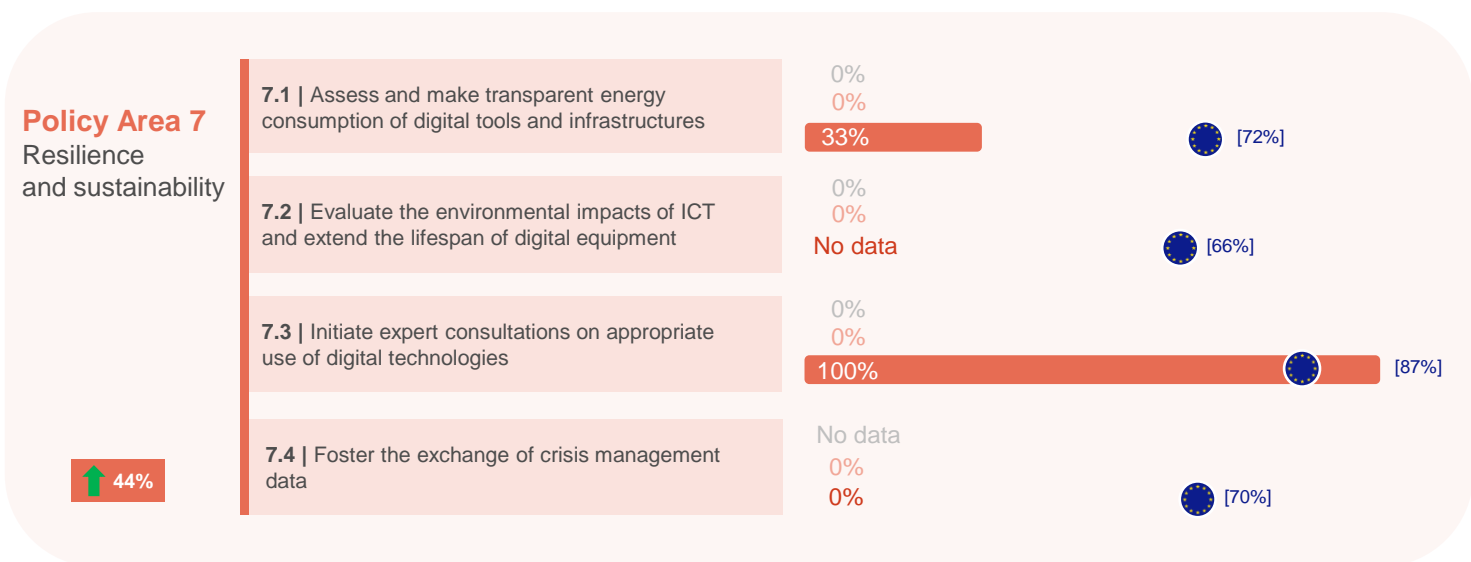 Policy Area 7
Resilience
and sustainability
44%
7.1 | Assess and make transparent energy
consumption of digital tools and infrastructures
0%
0%
33%
[72%]
7.2 | Evaluate the environmental impacts of ICT
and extend the lifespan of digital equipment
0%
0%
No data
[66%]
7.3 | Initiate expert consultations on appropriate
use of digital technologies
0%
0%
100%
[87%]
7.4 | Foster the exchange of crisis management
data
No data
0%
0%
[70%]